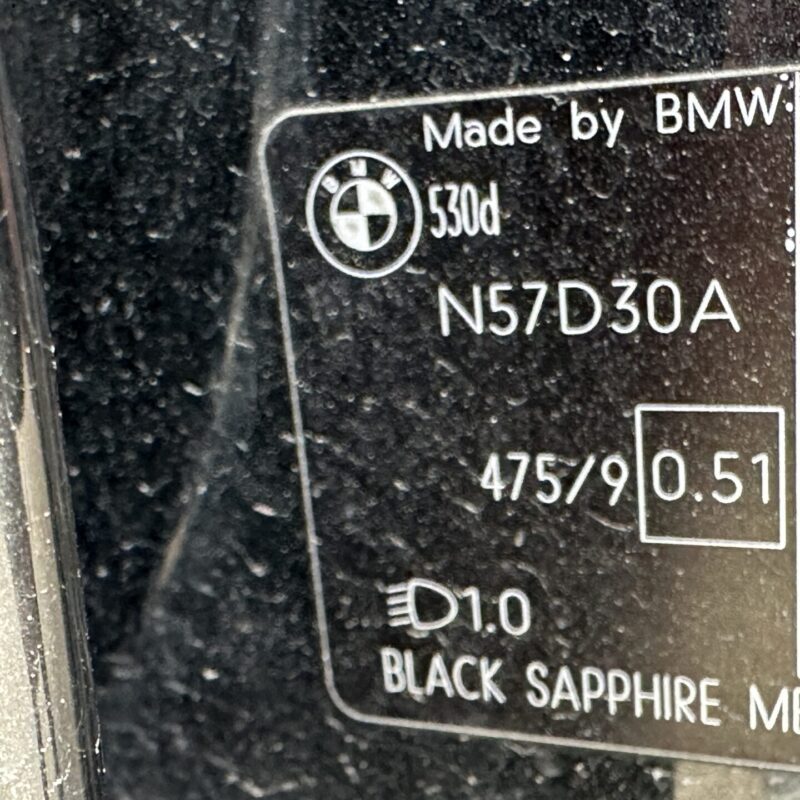 Made by BMW
BMW
530d
N57D30A
475/9 0.51
1.0
BLACK SAPPHIRE